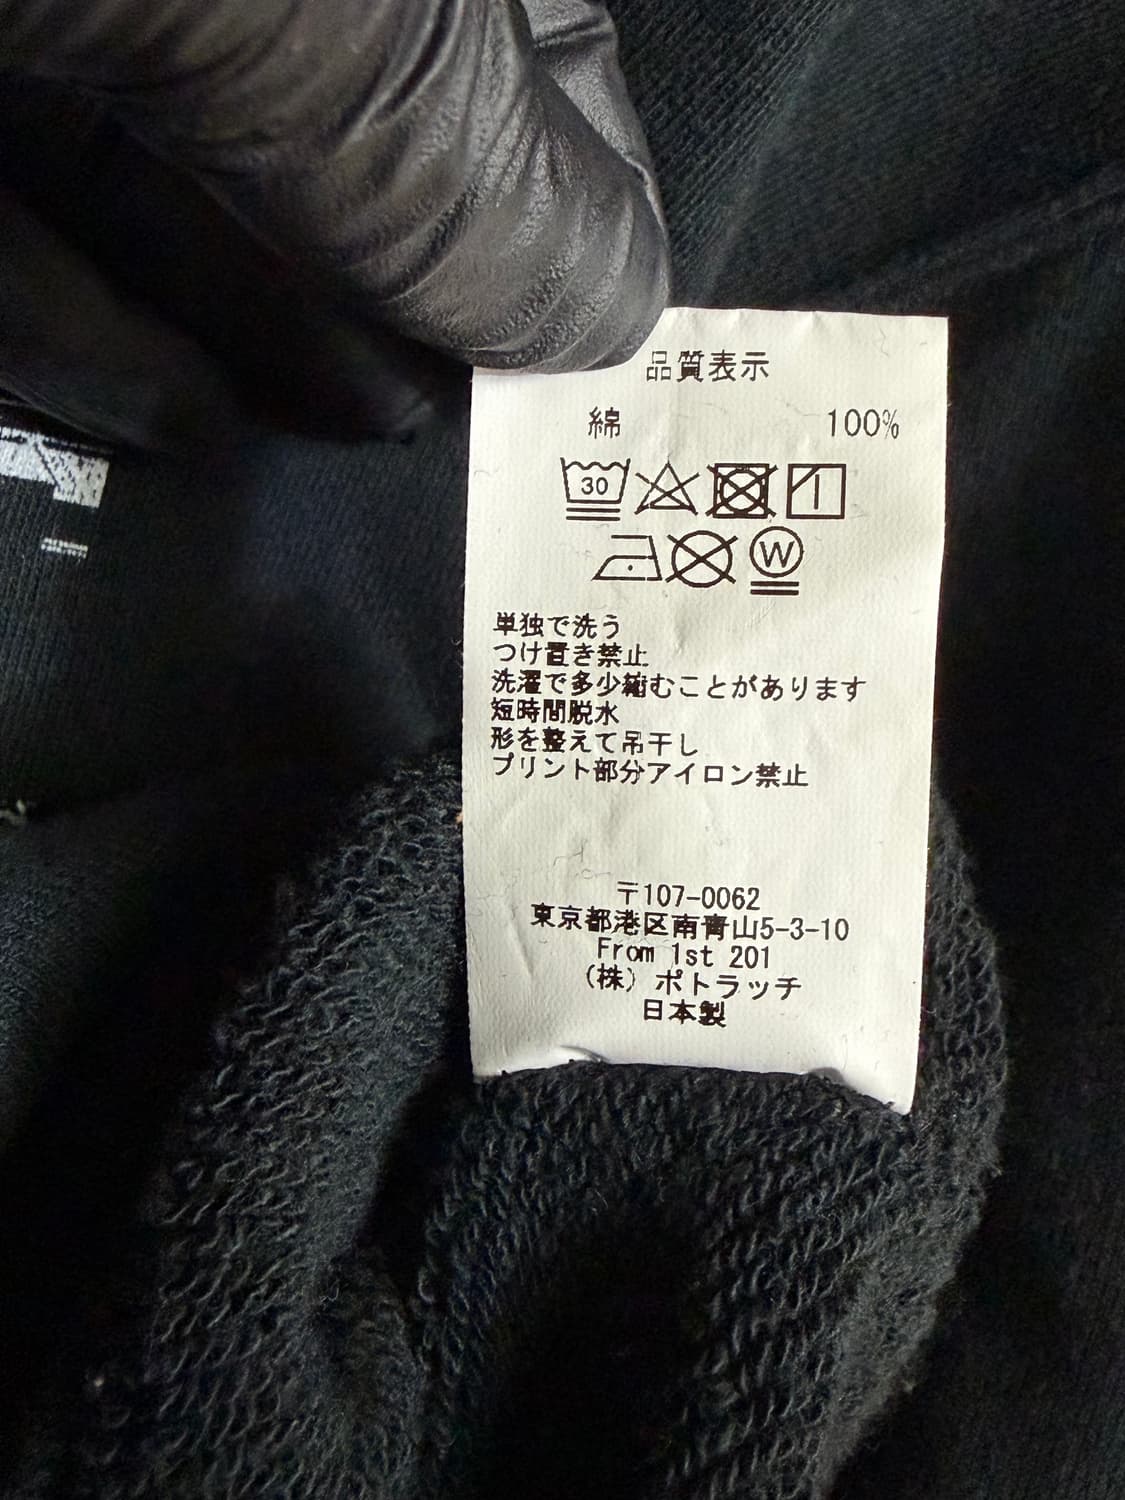 品質表示
綿 100%
30
W
単独で洗う
つけ置き禁止
洗濯で多少縮むことがあります
短時間脱水
形を整えて吊干し
プリント部分アイロン禁止
〒107-0062
東京都港区南青山5-3-10
From 1st 201
(株) ポトラッチ
日本製